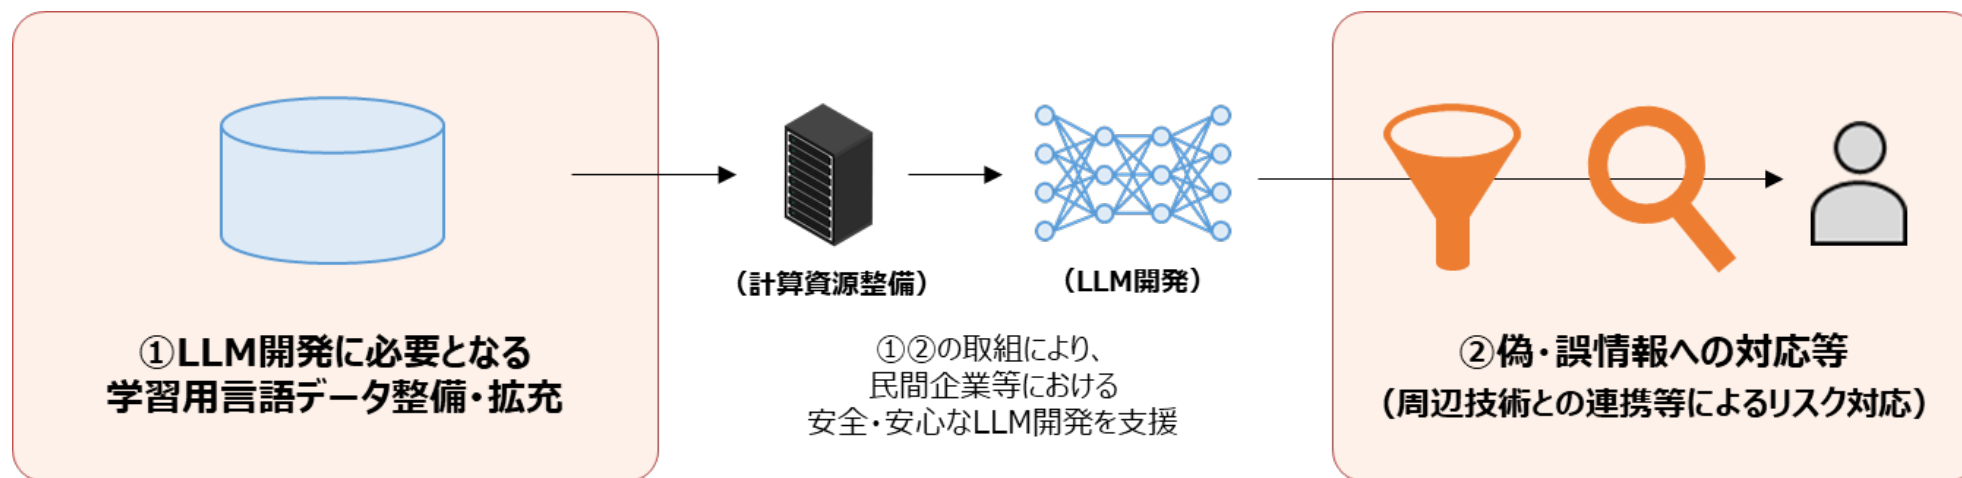 ①LLM開発に必要となる
学習用言語データ整備・拡充
（計算資源整備）
（LLM開発）
①②の取組により、
民間企業等における
安全・安心なLLM開発を支援
②偽・誤情報への対応等
（周辺技術との連携等によるリスク対応）